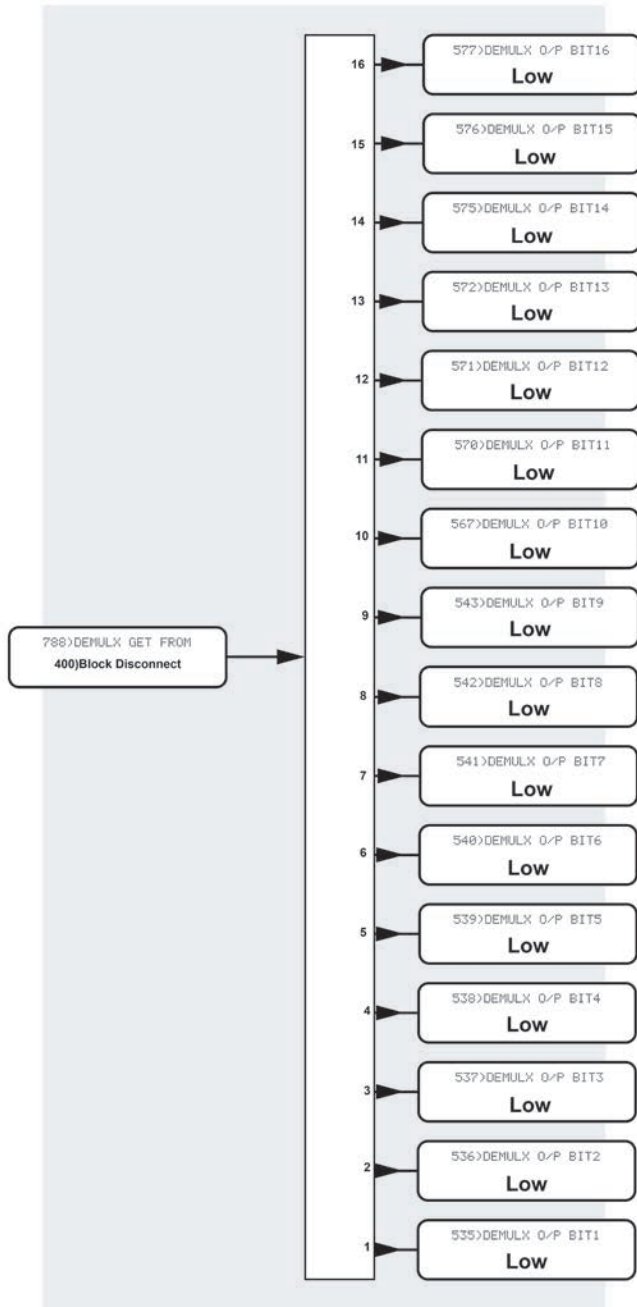 16
577)DEMULX O/P BIT16
Low
15
576)DEMULX O/P BIT15
Low
14
575)DEMULX O/P BIT14
Low
13
572)DEMULX O/P BIT13
Low
12
571)DEMULX O/P BIT12
Low
11
570)DEMULX O/P BIT11
Low
10
567)DEMULX O/P BIT10
Low
9
543)DEMULX O/P BIT9
Low
788)DEMULX GET FROM
400)Block Disconnect
8
542)DEMULX O/P BIT8
Low
7
541)DEMULX O/P BIT7
Low
6
540)DEMULX O/P BIT6
Low
5
539)DEMULX O/P BIT5
Low
4
538)DEMULX O/P BIT4
Low
3
537)DEMULX O/P BIT3
Low
2
536)DEMULX O/P BIT2
Low
1
535)DEMULX O/P BIT1
Low